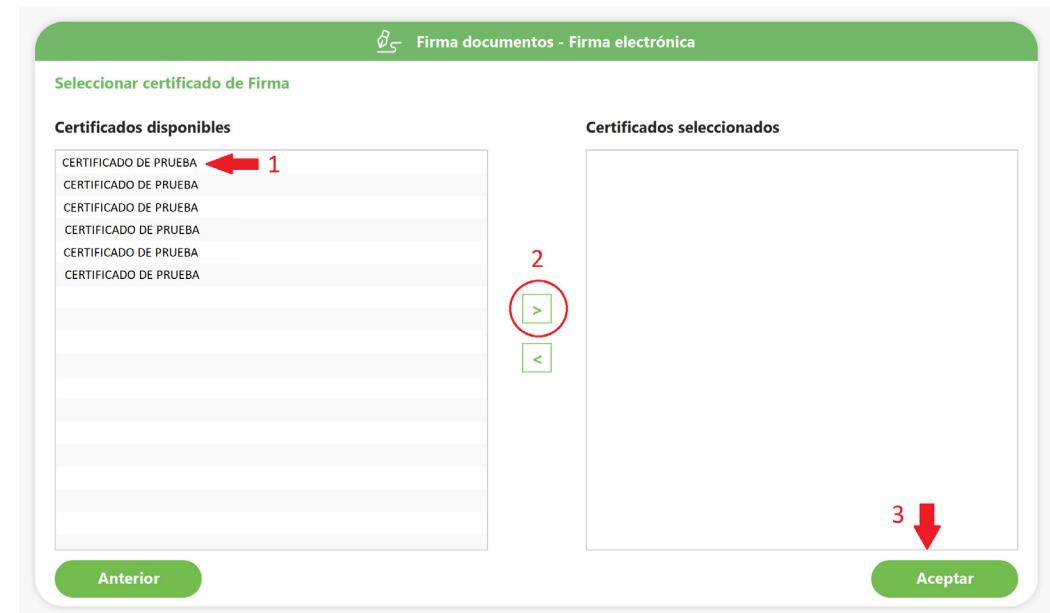 Firma documentos - Firma electrónica
Seleccionar certificado de Firma
Certificados disponibles
Certificados seleccionados
CERTIFICADO DE PRUEBA
1
CERTIFICADO DE PRUEBA
CERTIFICADO DE PRUEBA
CERTIFICADO DE PRUEBA
CERTIFICADO DE PRUEBA
CERTIFICADO DE PRUEBA
2
>
<
3
Anterior
Aceptar